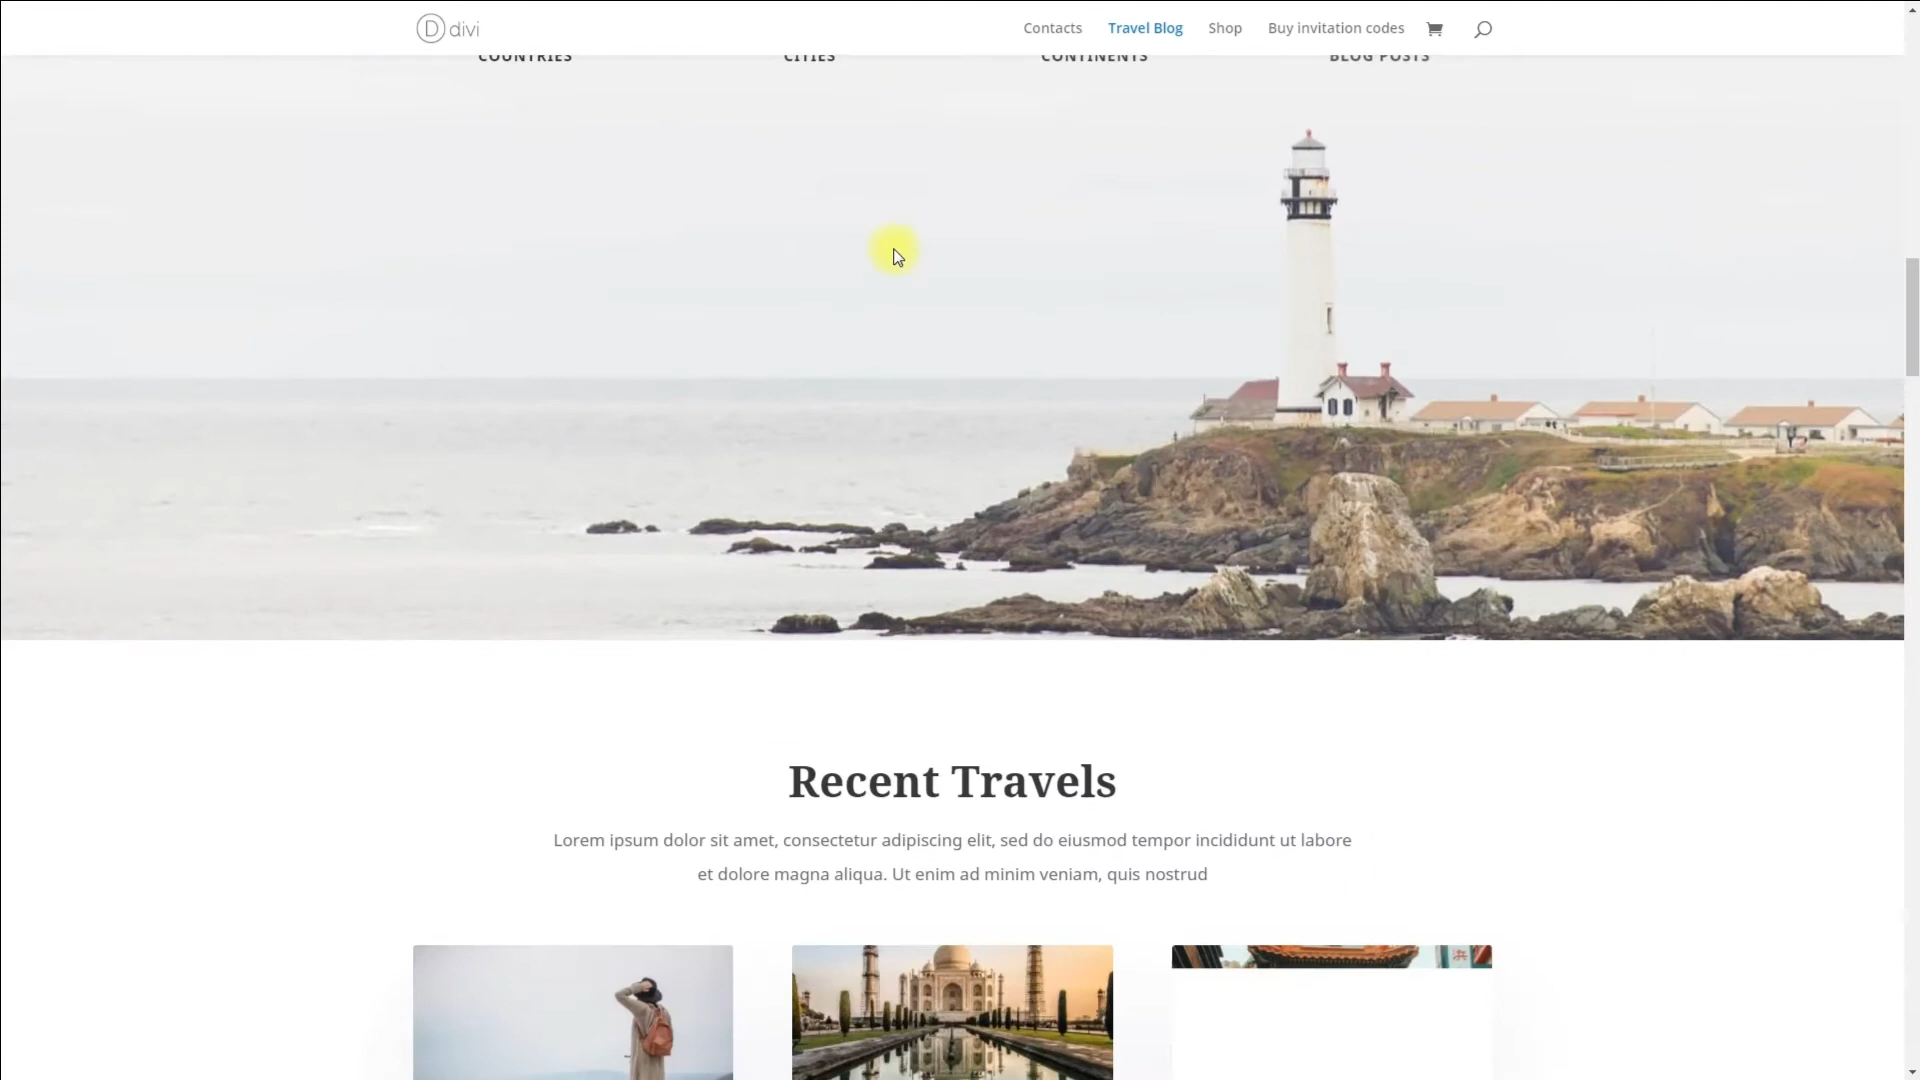 divi
Contacts Travel Blog Shop Buy invitation codes
COUNTRIES CITIES CONTINENTS BLOG POSTS
Recent Travels
Lorem ipsum dolor sit amet, consectetur adipiscing elit, sed do eiusmod tempor incididunt ut labore
et dolore magna aliqua. Ut enim ad minim veniam, quis nostrud